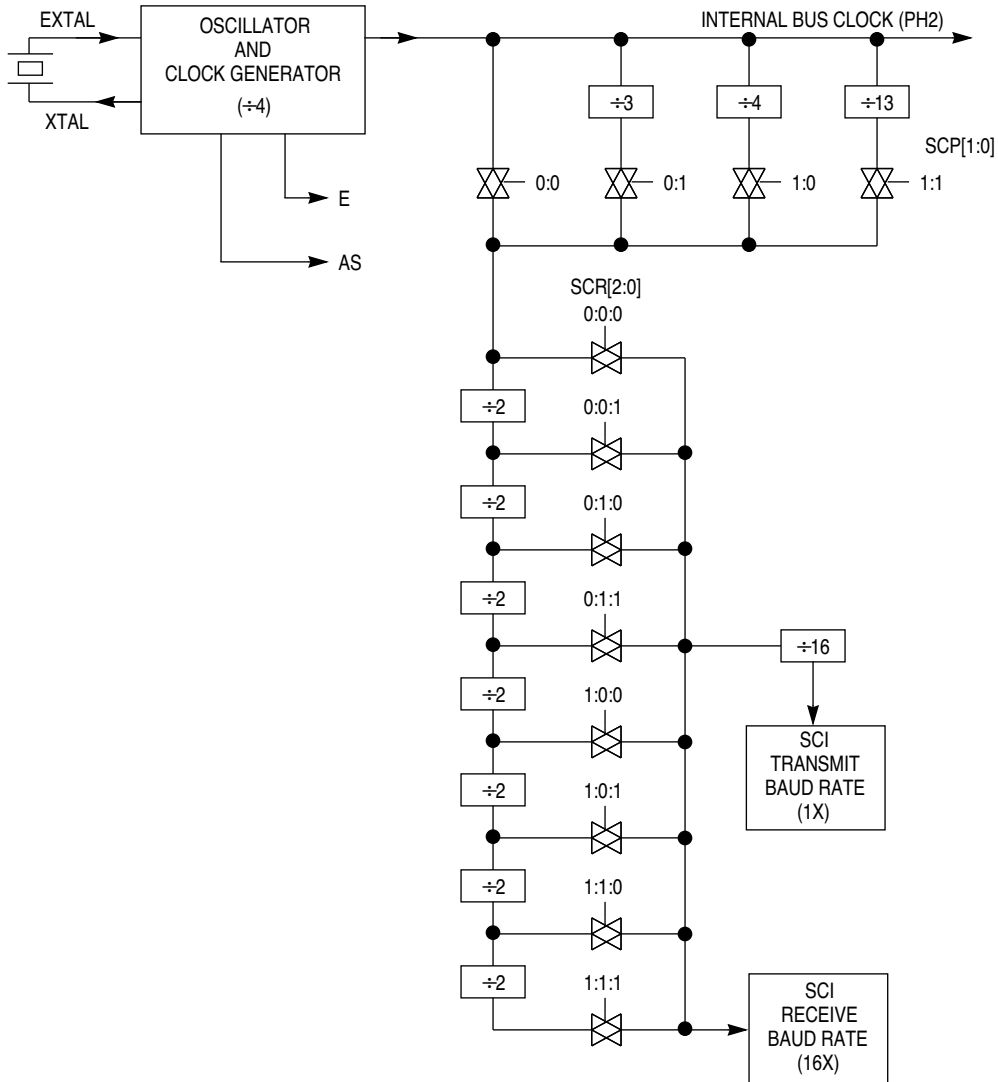 EXTAL
XTAL
OSCILLATOR
AND
CLOCK GENERATOR
(÷4)
INTERNAL BUS CLOCK (PH2)
÷3
÷4
÷13
SCP[1:0]
0:0
0:1
1:0
1:1
E
AS
SCR[2:0]
0:0:0
÷2
0:0:1
÷2
0:1:0
÷2
0:1:1
÷16
÷2
1:0:0
SCI
TRANSMIT
BAUD RATE
(1X)
÷2
1:0:1
÷2
1:1:0
÷2
1:1:1
SCI
RECEIVE
BAUD RATE
(16X)